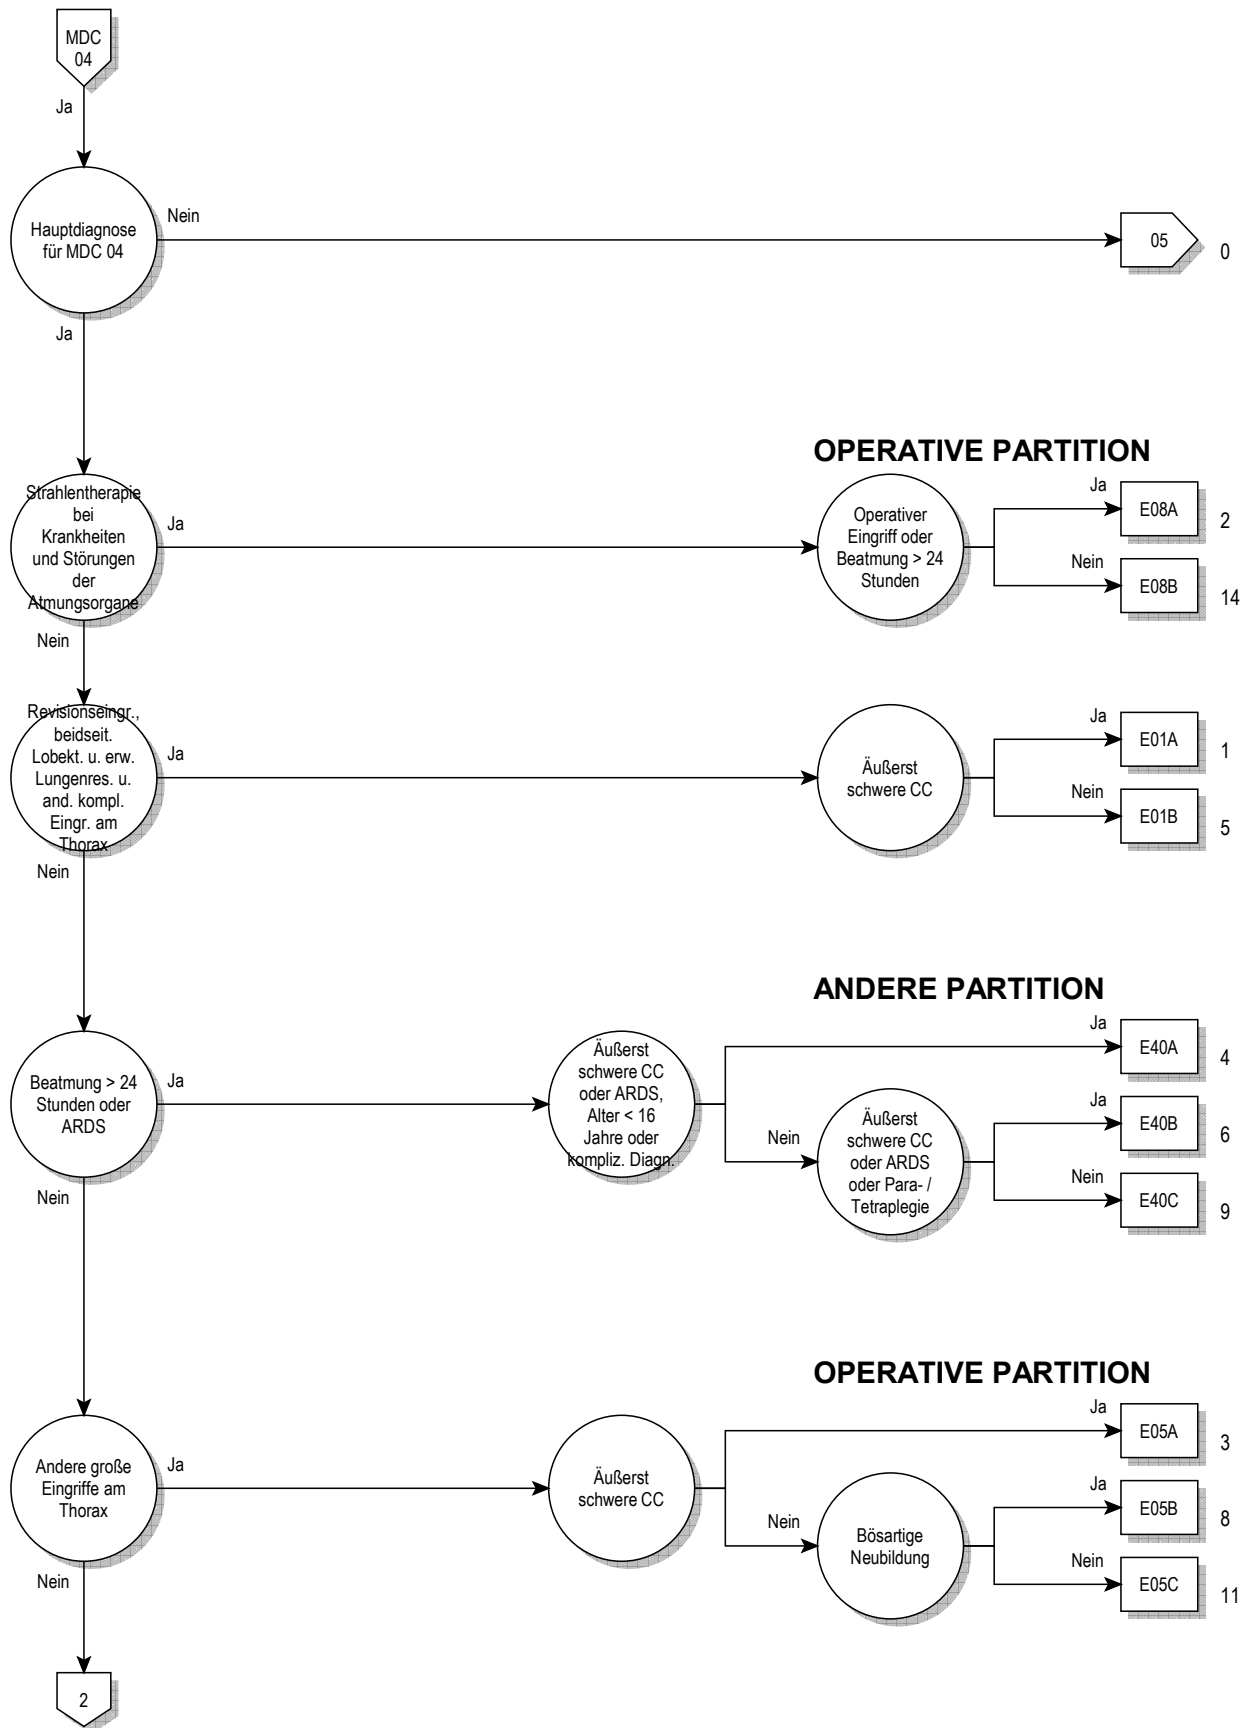 MDC
04
Ja
Hauptdiagnose
für MDC 04
Nein
05
0
Ja
OPERATIVE PARTITION
Strahlentherapie
bei
Krankheiten
und Störungen
der
Atmungsorgane
Ja
Operativer
Eingriff oder
Beatmung > 24
Stunden
Ja
E08A
2
Nein
E08B
14
Nein
Revisionseingr.,
beidseit.
Lobekt. u. erw.
Lungenres. u.
and. kompl.
Eingr. am
Thorax
Ja
Äußerst
schwere CC
Ja
E01A
1
Nein
E01B
5
Nein
ANDERE PARTITION
Beatmung > 24
Stunden oder
ARDS
Ja
Äußerst
schwere CC
oder ARDS,
Alter < 16
Jahre oder
kompliz. Diagn.
Ja
E40A
4
Nein
Äußerst
schwere CC
oder ARDS
oder Para- /
Tetraplegie
Ja
E40B
6
Nein
E40C
9
Nein
OPERATIVE PARTITION
Andere große
Eingriffe am
Thorax
Ja
Äußerst
schwere CC
Ja
E05A
3
Nein
Bösartige
Neubildung
Ja
E05B
8
Nein
E05C
11
Nein
2